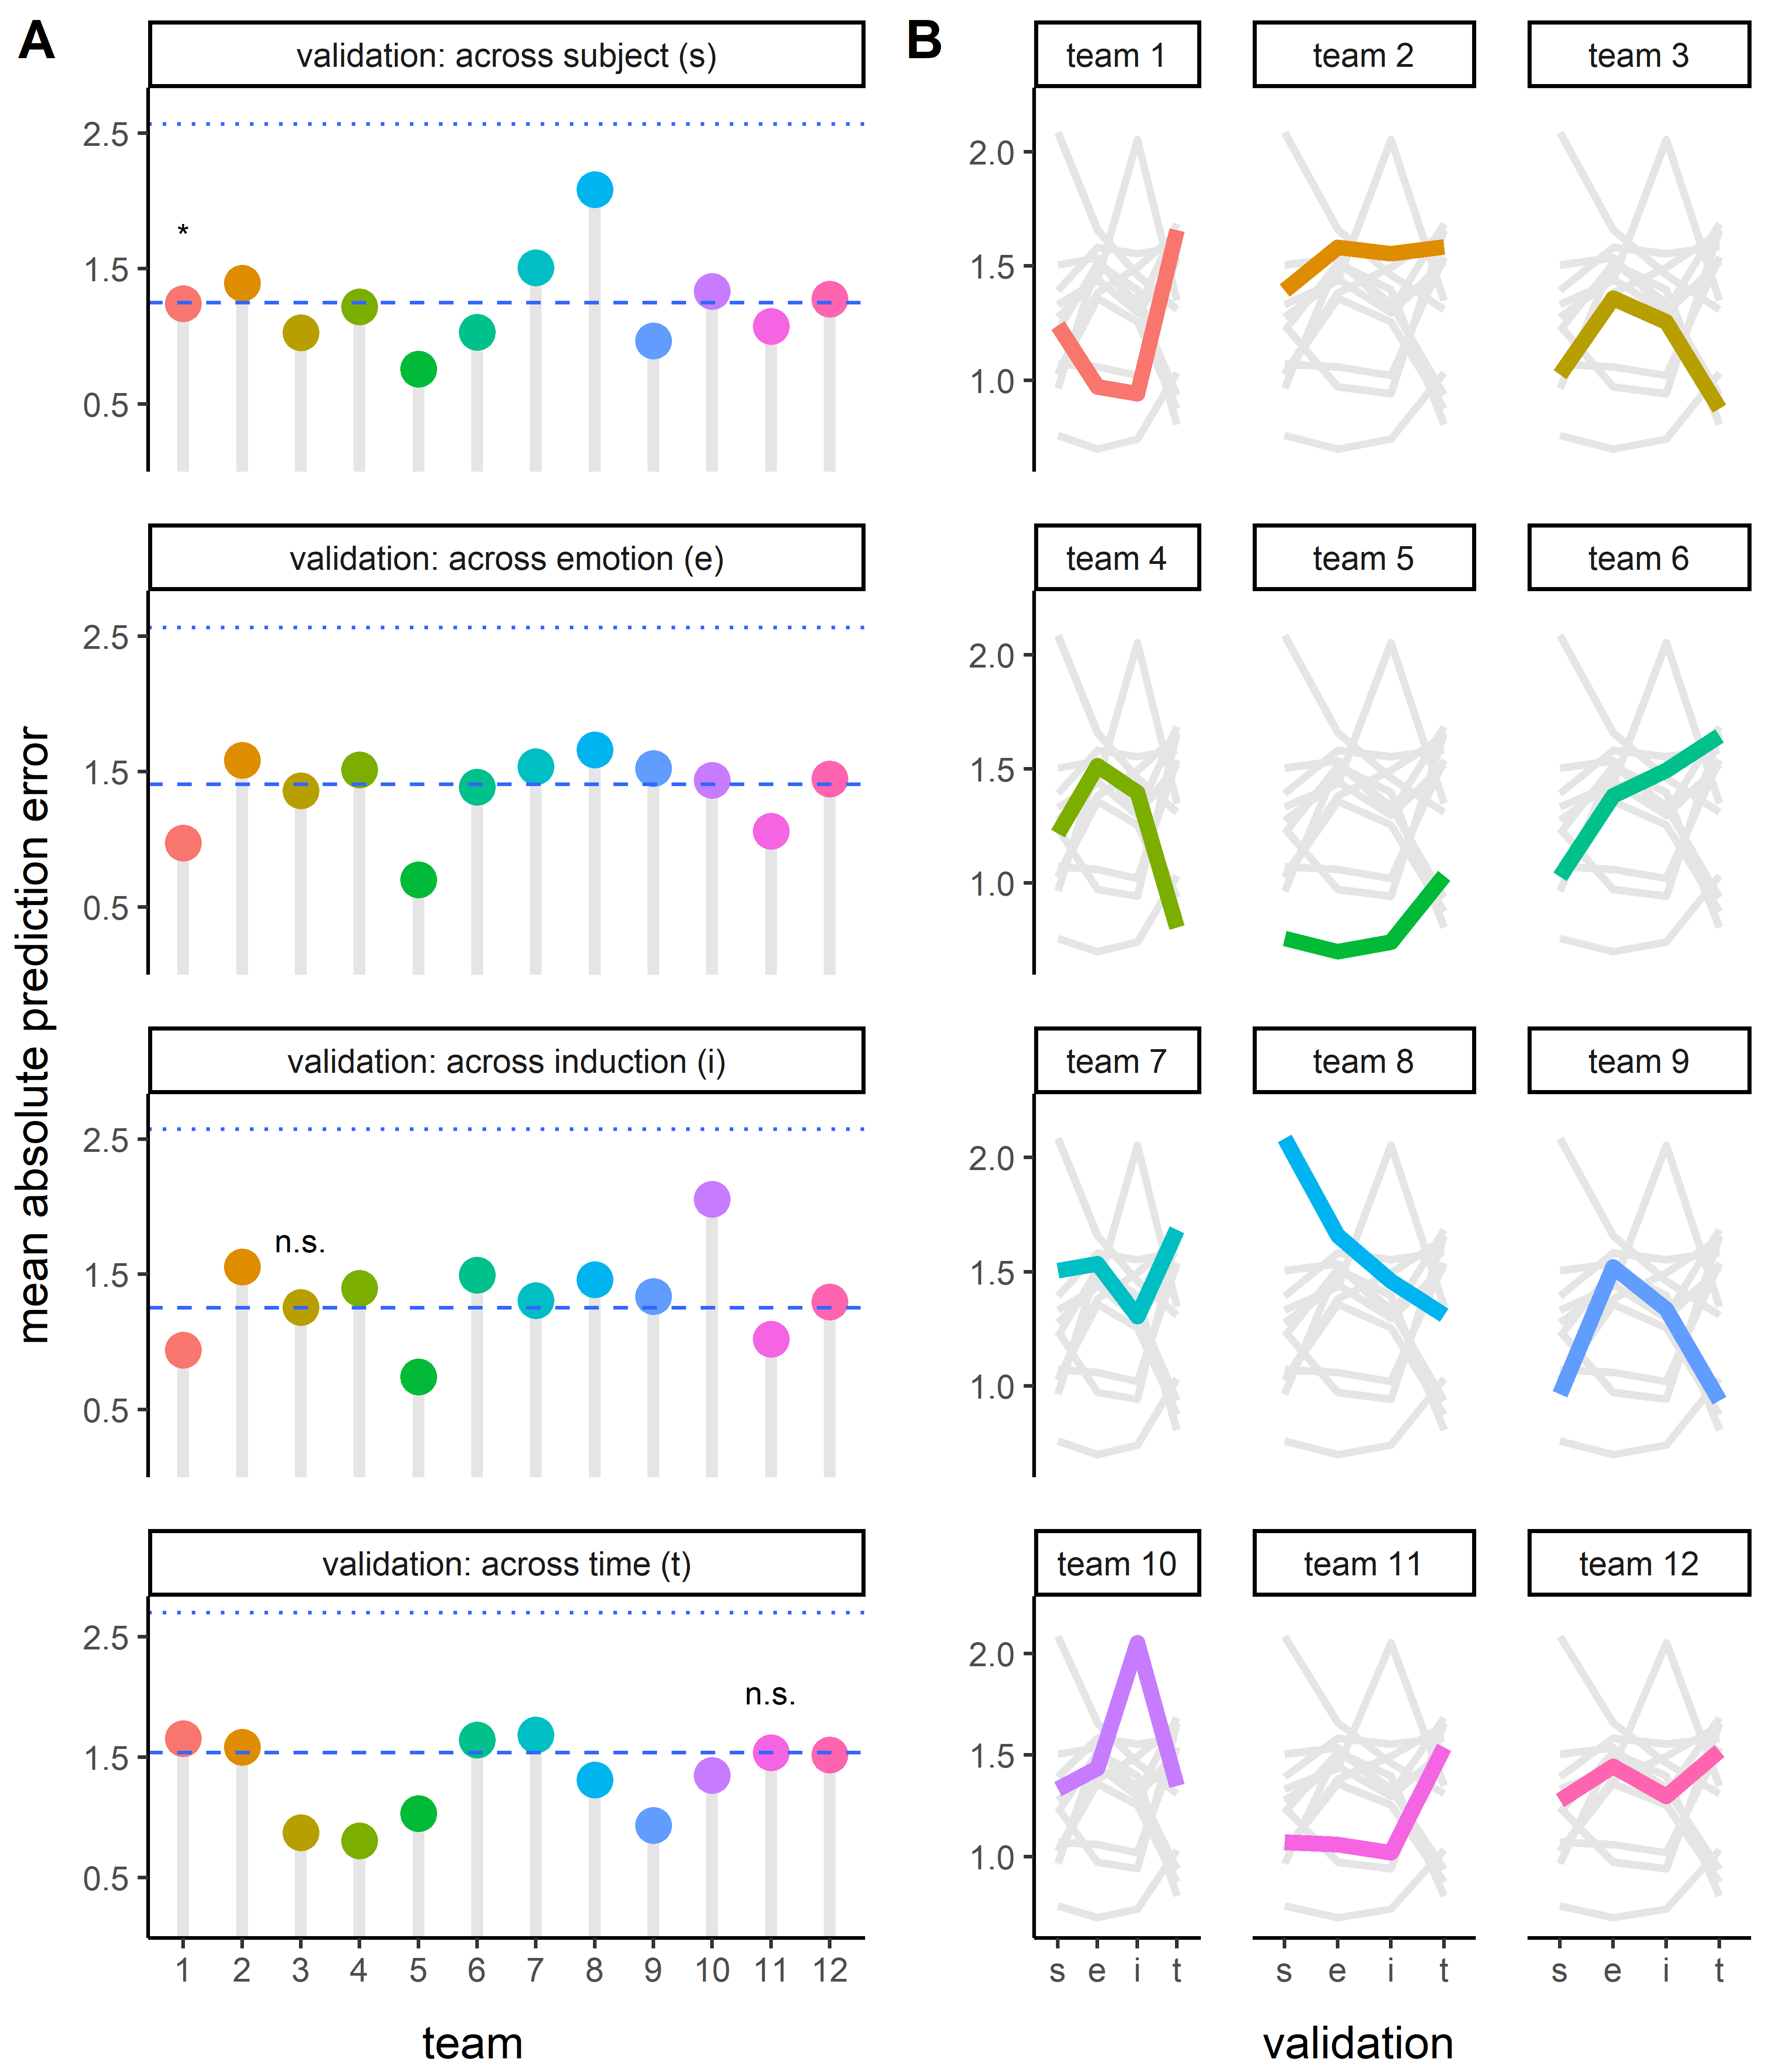 A
validation: across subject (s)
2.5
1.5
0.5
*
validation: across emotion (e)
2.5
1.5
0.5
validation: across induction (i)
2.5
1.5
0.5
n.s.
validation: across time (t)
2.5
1.5
0.5
n.s.
1 2 3 4 5 6 7 8 9 10 11 12
team
mean absolute prediction error
B
team 1 team 2 team 3
2.0
1.5
1.0
team 4 team 5 team 6
2.0
1.5
1.0
team 7 team 8 team 9
2.0
1.5
1.0
team 10 team 11 team 12
2.0
1.5
1.0
s e i t s e i t s e i t
validation